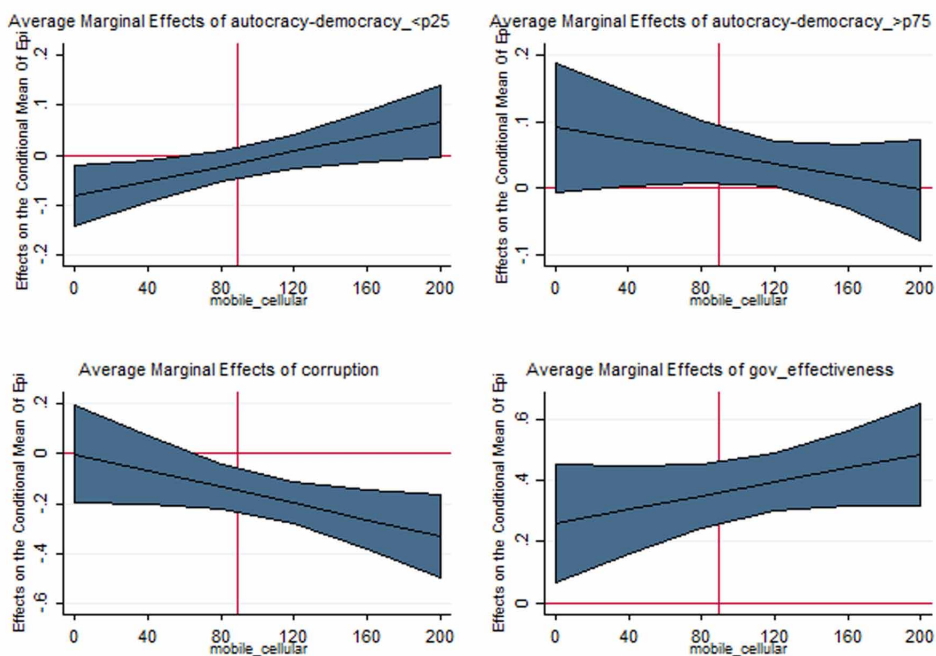 Average Marginal Effects of autocracy-democracy_<p25
Effects on the Conditional Mean Of Epi
.2
.1
0
-.1
-.2
0 40 80 120 160 200
mobile_cellular
Average Marginal Effects of autocracy-democracy_>p75
Effects on the Conditional Mean Of Epi
.2
.1
0
-.1
0 40 80 120 160 200
mobile_cellular
Average Marginal Effects of corruption
Effects on the Conditional Mean Of Epi
.2
0
-.2
-.4
-.6
0 40 80 120 160 200
mobile_cellular
Average Marginal Effects of gov_effectiveness
Effects on the Conditional Mean Of Epi
.6
.4
.2
0
0 40 80 120 160 200
mobile_cellular